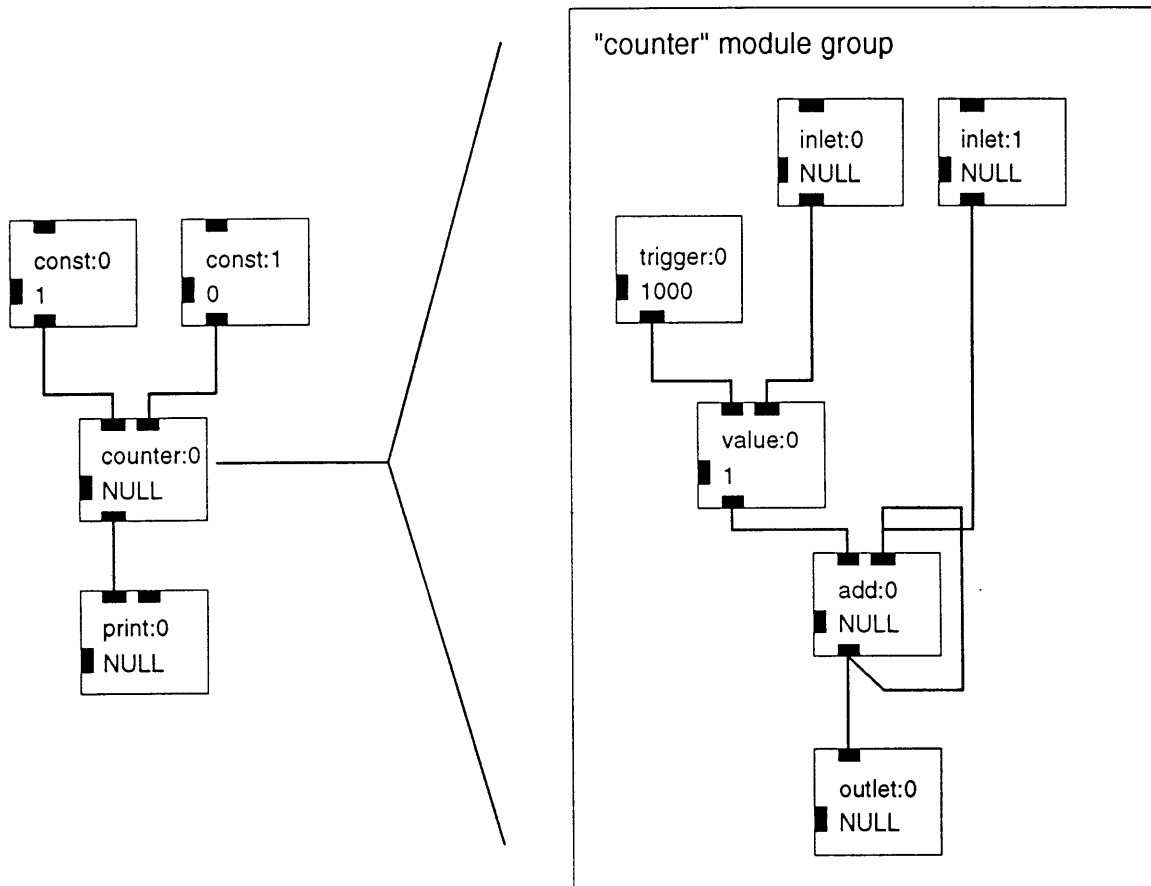 "counter" module group
inlet:0
NULL
inlet:1
NULL
const:0
1
const:1
0
trigger:0
1000
counter:0
NULL
value:0
1
print:0
NULL
add:0
NULL
outlet:0
NULL